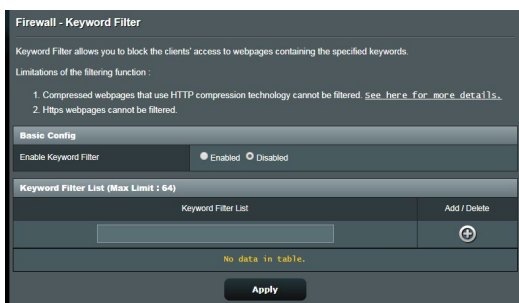 Firewall - Keyword Filter
Keyword Filter allows you to block the clients' access to webpages containing the specified keywords.
Limitations of the filtering function :
1. Compressed webpages that use HTTP compression technology cannot be filtered. See here for more details.
2. Https webpages cannot be filtered.
Basic Config
Enable Keyword Filter
Enabled Disabled
Keyword Filter List (Max Limit : 64)
Keyword Filter List Add / Delete
No data in table.
Apply